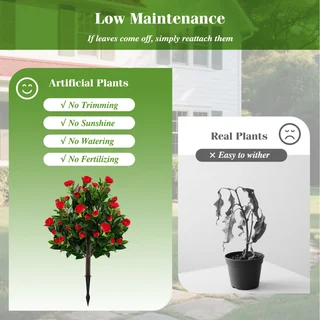 Low Maintenance
If leaves come off, simply reattach them
Artificial Plants
√ No Trimming
√ No Sunshine
√ No Watering
√ No Fertilizing
Real Plants
× Easy to wither